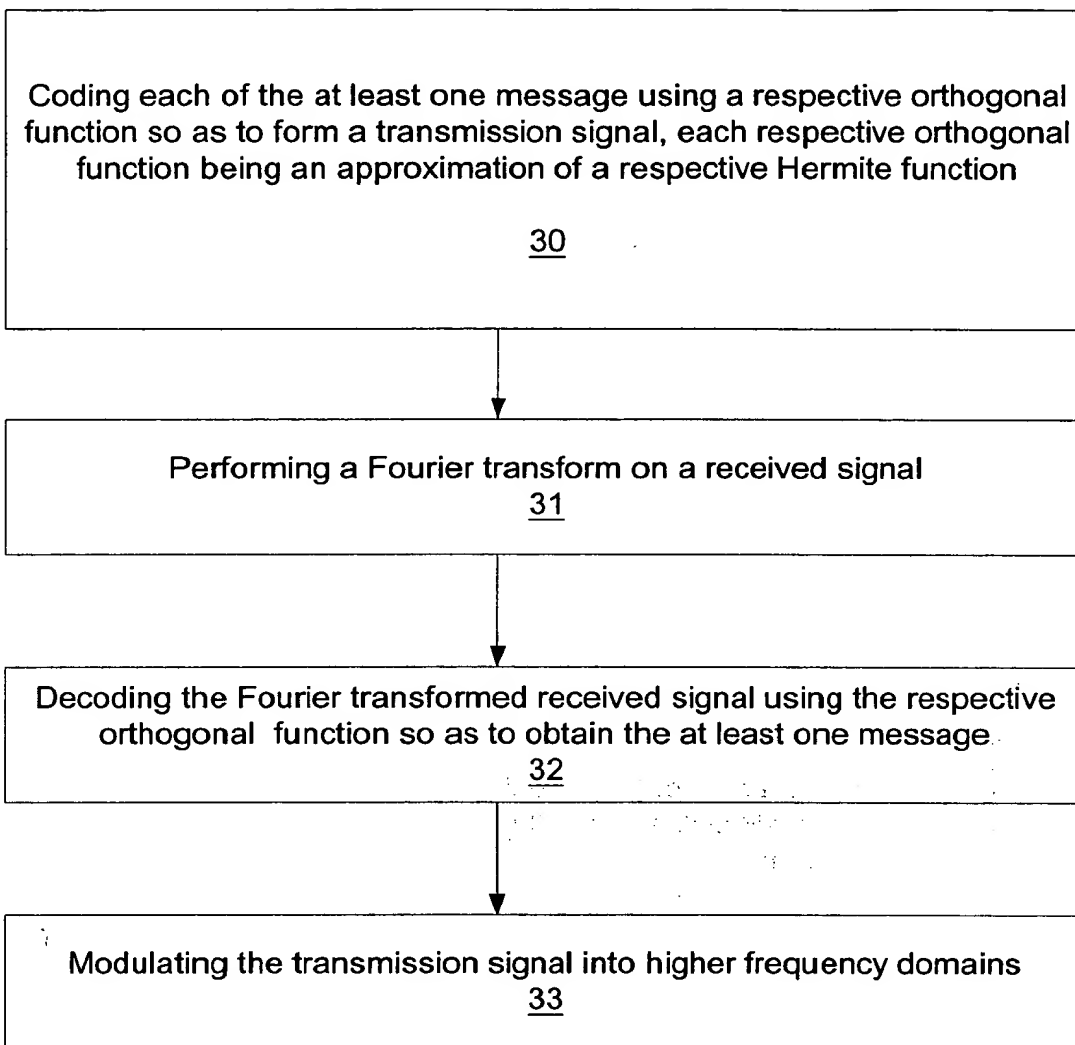 Coding each of the at least one message using a respective orthogonal
function so as to form a transmission signal, each respective orthogonal
function being an approximation of a respective Hermite function
30
Performing a Fourier transform on a received signal
31
Decoding the Fourier transformed received signal using the respective
orthogonal function so as to obtain the at least one message
32
Modulating the transmission signal into higher frequency domains
33